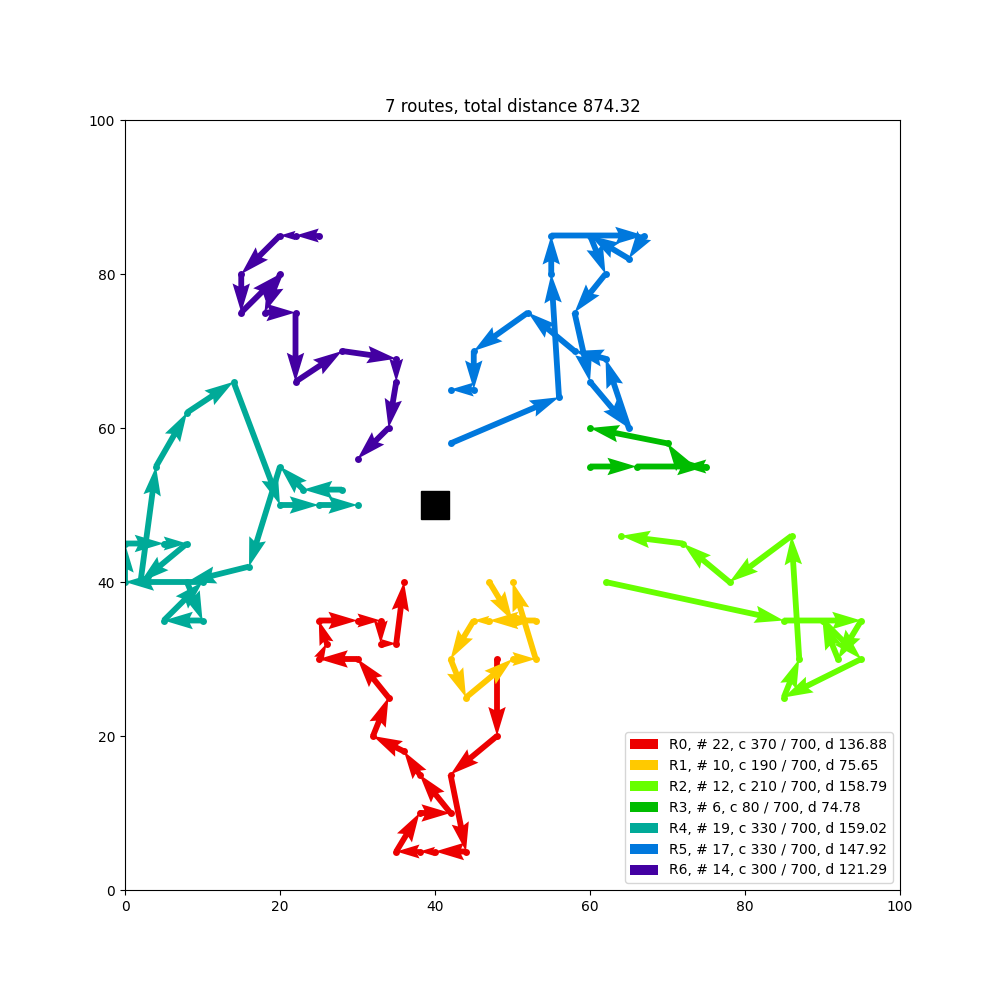 7 routes, total distance 874.32
100
80
60
40
20
0
0 20 40 60 80 100
R0, # 22, c 370 / 700, d 136.88
R1, # 10, c 190 / 700, d 75.65
R2, # 12, c 210 / 700, d 158.79
R3, # 6, c 80 / 700, d 74.78
R4, # 19, c 330 / 700, d 159.02
R5, # 17, c 330 / 700, d 147.92
R6, # 14, c 300 / 700, d 121.29